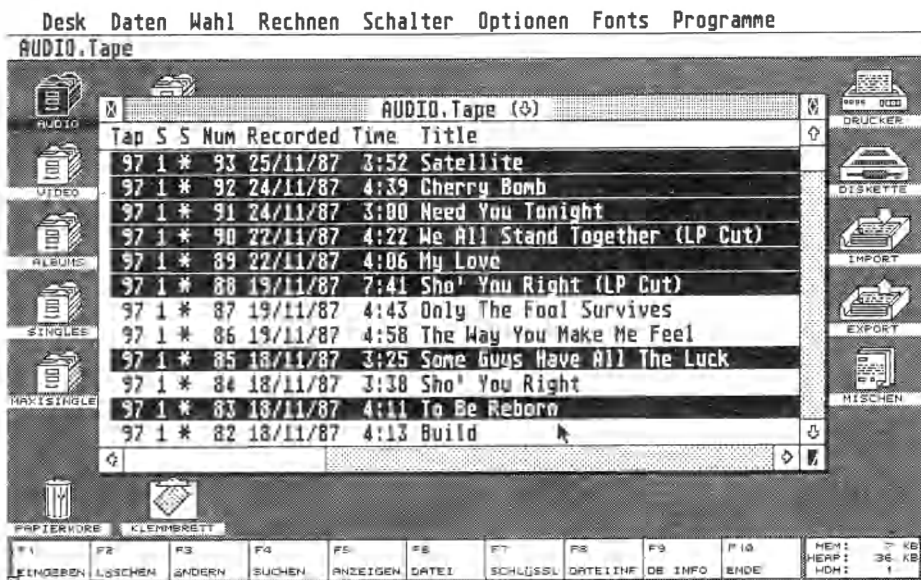 Desk Daten Wahl Rechnen Schalter Optionen Fonts Programme
AUDIO.Tape
AUDIO.Tape (⇩)
Tap S S Num Recorded Time Title
97 1 * 93 25/11/87 3:52 Satellite
97 1 * 92 24/11/87 4:39 Cherry Bomb
97 1 * 91 24/11/87 3:00 Need You Tonight
97 1 * 90 22/11/87 4:22 We All Stand Together (LP Cut)
97 1 * 89 22/11/87 4:06 My Love
97 1 * 88 19/11/87 7:41 Sho' You Right (LP Cut)
97 1 * 87 19/11/87 4:43 Only The Fool Survives
97 1 * 86 19/11/87 4:58 The Way You Make Me Feel
97 1 * 85 18/11/87 3:25 Some Guys Have All The Luck
97 1 * 84 18/11/87 3:38 Sho' You Right
97 1 * 83 18/11/87 4:11 To Be Reborn
97 1 * 82 18/11/87 4:13 Build
AUDIO
VIDEO
ALBUMS
SINGLES
MAXISINGLE
DRUCKER
DISKETTE
IMPORT
EXPORT
MISCHEN
PAPIERKORB KLEMMBRETT
F1 F2 F3 F4 F5 F6 F7 F8 F9 F10
EINGEBEN LÖSCHEN ÄNDERN SUCHEN ANZEIGEN DATEI SCHLÜSSL DATEIINF DB INFO ENDE
MEM: KB
HEAP: 36 KB
WDH: 1